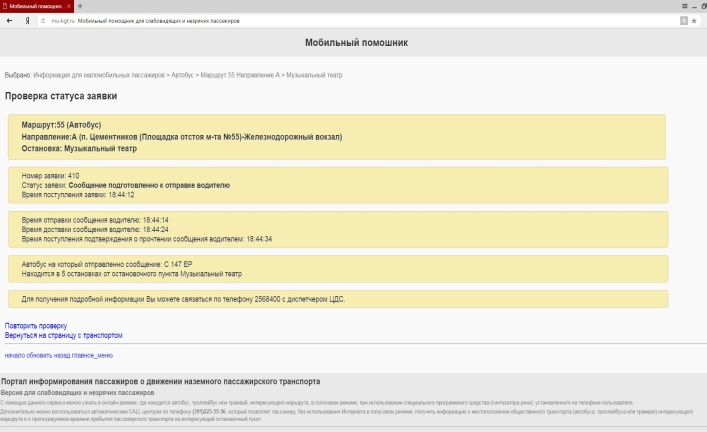 Мобильный помощник × +
← Я mu-kgt.ru Мобильный помощник для слабовидящих и незрячих пассажиров
Мобильный помошник
Выбрано: Информация для маломобильных пассажиров > Автобус > Маршрут 55 Направление А > Музыкальный театр
Проверка статуса заявки
Маршрут:55 (Автобус)
Направление:А (п. Цементников (Площадка отстоя м-та №55)-Железнодорожный вокзал)
Остановка: Музыкальный театр
Номер заявки: 410
Статус заявки: Сообщение подготовленно к отправке водителю
Время поступления заявки: 18:44:12
Время отправки сообщения водителю: 18:44:14
Время доставки сообщения водителю: 18:44:24
Время поступления подтверждения о прочтении сообщения водителем: 18:44:34
Автобус на который отправленно сообщение: С 147 ЕР
Находится в 5 остановках от остановочного пункта Музыкальный театр
Для получения подробной информации Вы можете связаться по телефону 2568400 с диспетчером ЦДС.
Повторить проверку
Вернуться на страницу с транспортом
начало обновить назад главное_меню
Портал информирования пассажиров о движении наземного пассажирского транспорта
Версия для слабовидящих и незрячих пассажиров
С помощью данного сервиса можно узнать в онлайн режиме, где находится автобус, троллейбус или трамвай, интересующего маршрута, в голосовом режиме, при использовании специального программного средства (синтезатора речи), установленного на телефоне пользователя.
Дополнительно можно воспользоваться автоматическим CALL-центром по телефону (391)223-55-56, который позволяет пассажиру, без использования Интернета в голосовом режиме, получить информацию о местоположении общественного транспорта (автобуса, троллейбуса или трамвая) интересующего
маршрута и о прогнозируемом времени прибытия пассажирского транспорта на интересующий остановочный пункт